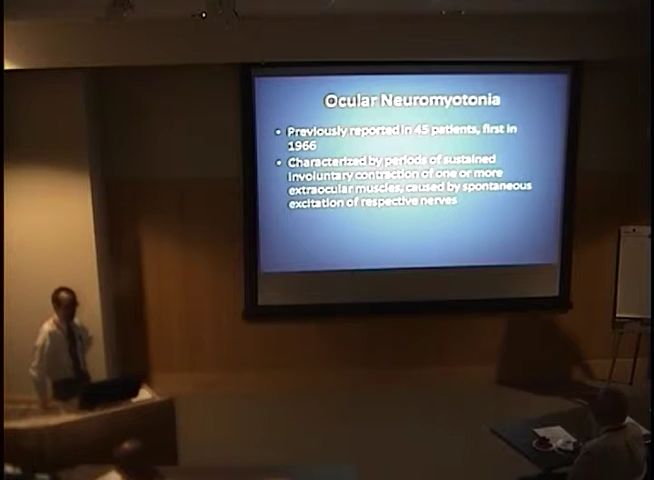 Ocular Neuromyotonia
• Previously reported in 45 patients, first in
1966
• Characterized by periods of sustained
involuntary contraction of one or more
extraocular muscles, caused by spontaneous
excitation of respective nerves